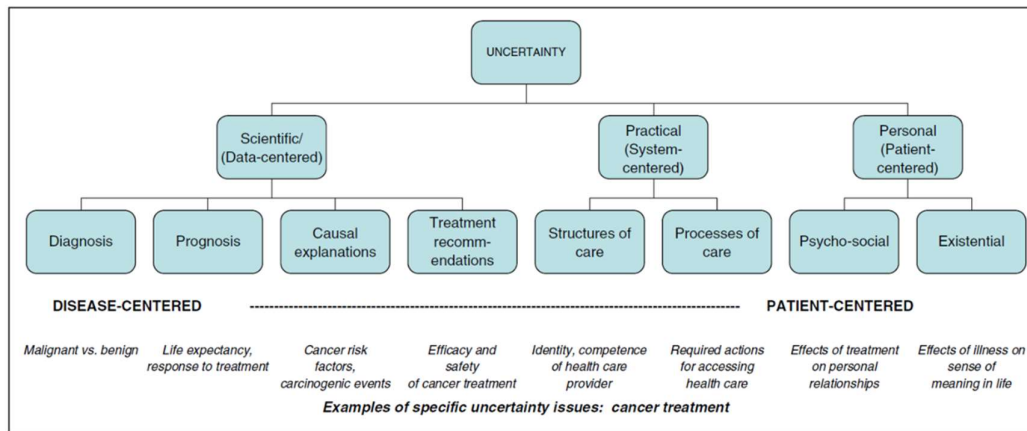 UNCERTAINTY
Scientific/
(Data-centered)
Practical
(System-
centered)
Personal
(Patient-
centered)
Diagnosis
Prognosis
Causal
explanations
Treatment
recomm-
endations
Structures of
care
Processes of
care
Psycho-social
Existential
DISEASE-CENTERED ---------------------------------------------------------------------- PATIENT-CENTERED
Malignant vs. benign
Life expectancy,
response to treatment
Cancer risk
factors,
carcinogenic events
Efficacy and
safety
of cancer treatment
Identity, competence
of health care
provider
Required actions
for accessing
health care
Effects of treatment
on personal
relationships
Effects of illness on
sense of
meaning in life
Examples of specific uncertainty issues: cancer treatment